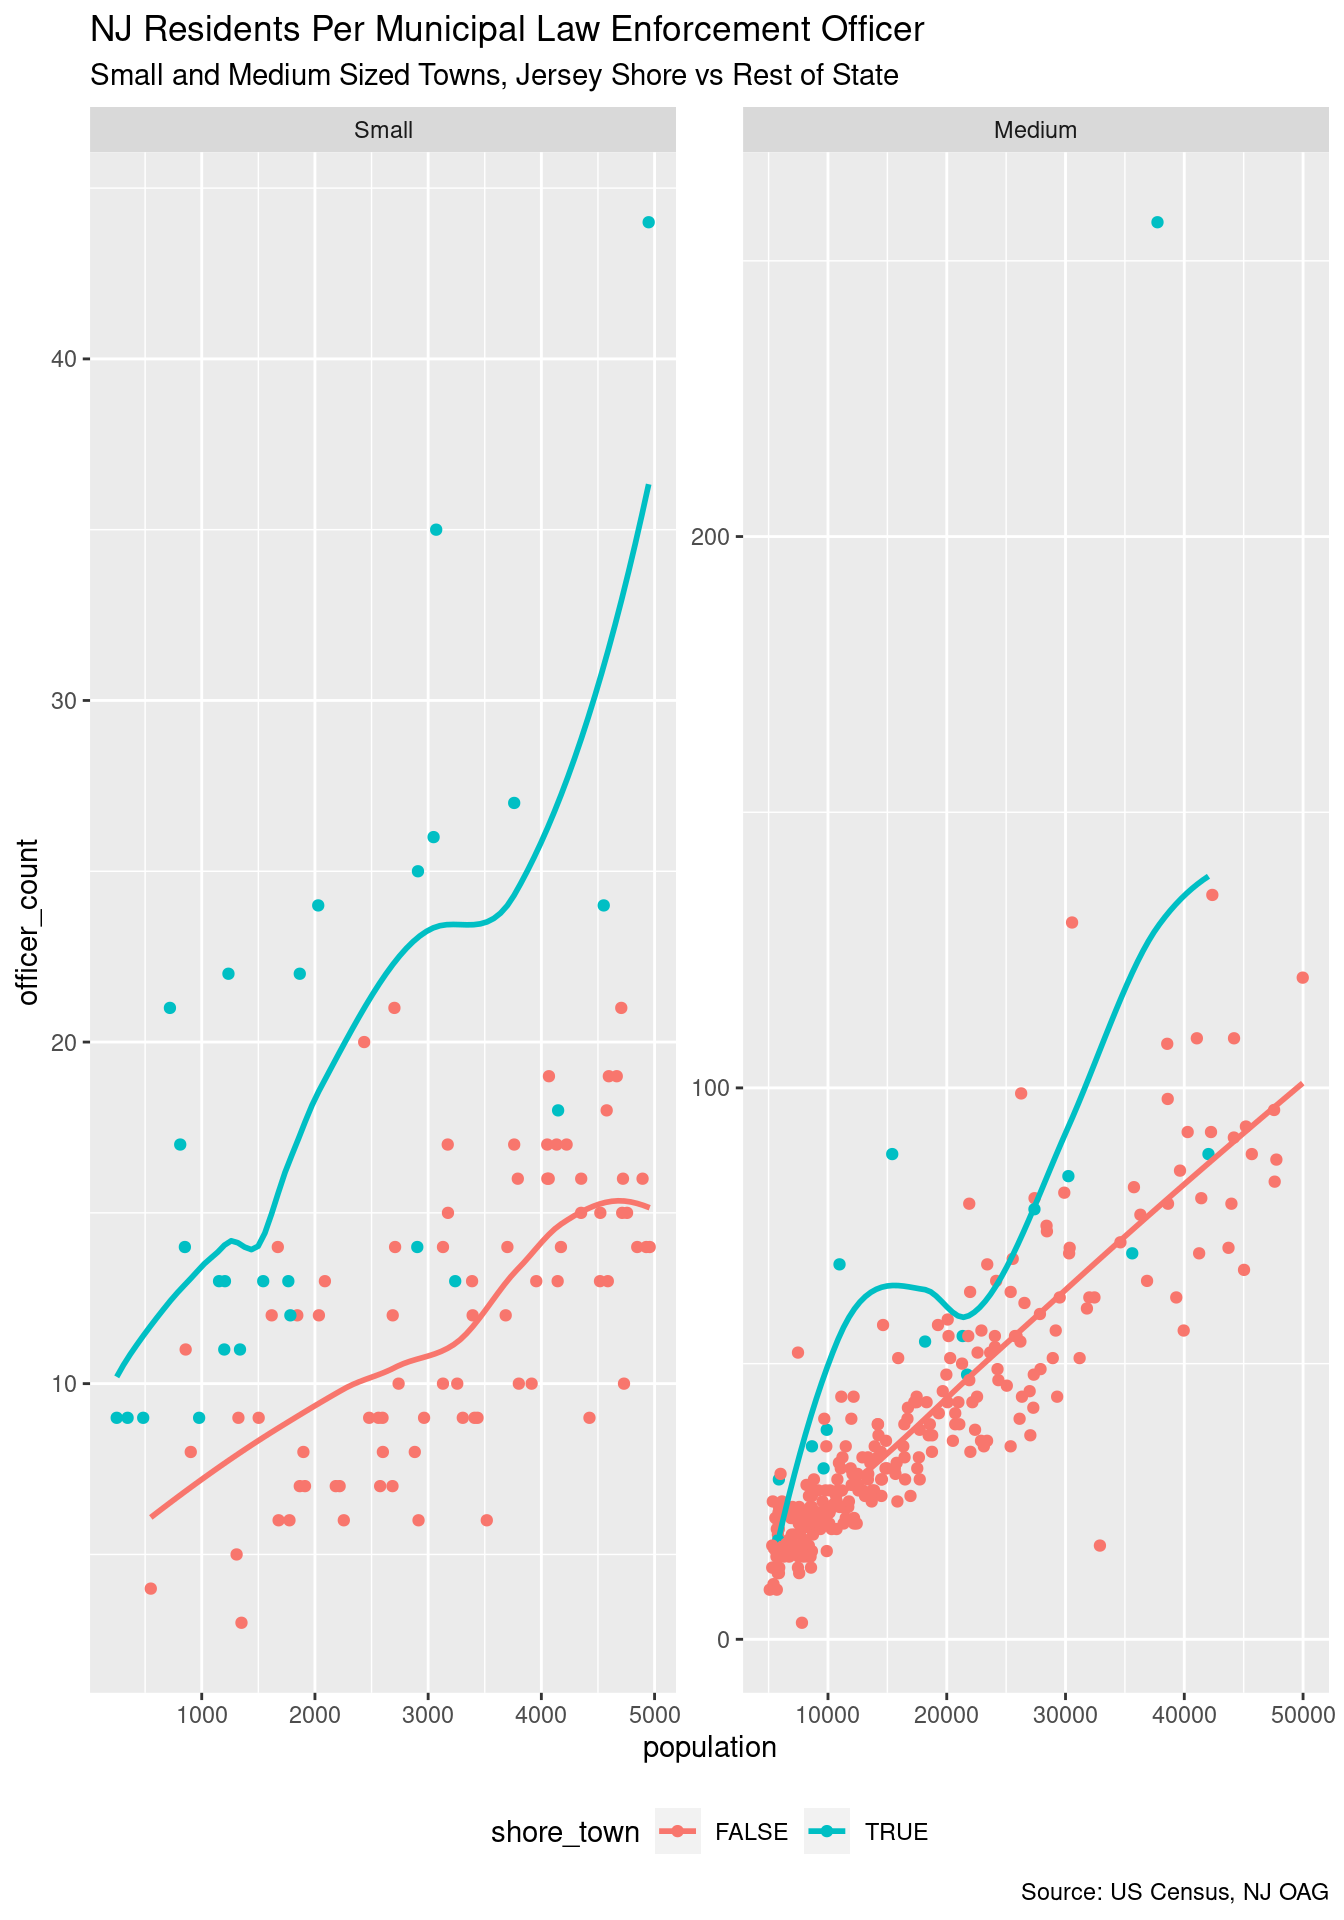 NJ Residents Per Municipal Law Enforcement Officer
Small and Medium Sized Towns, Jersey Shore vs Rest of State
Small
Medium
officer_count
40
30
20
10
200
100
0
1000 2000 3000 4000 5000
10000 20000 30000 40000 50000
population
shore_town FALSE TRUE
Source: US Census, NJ OAG